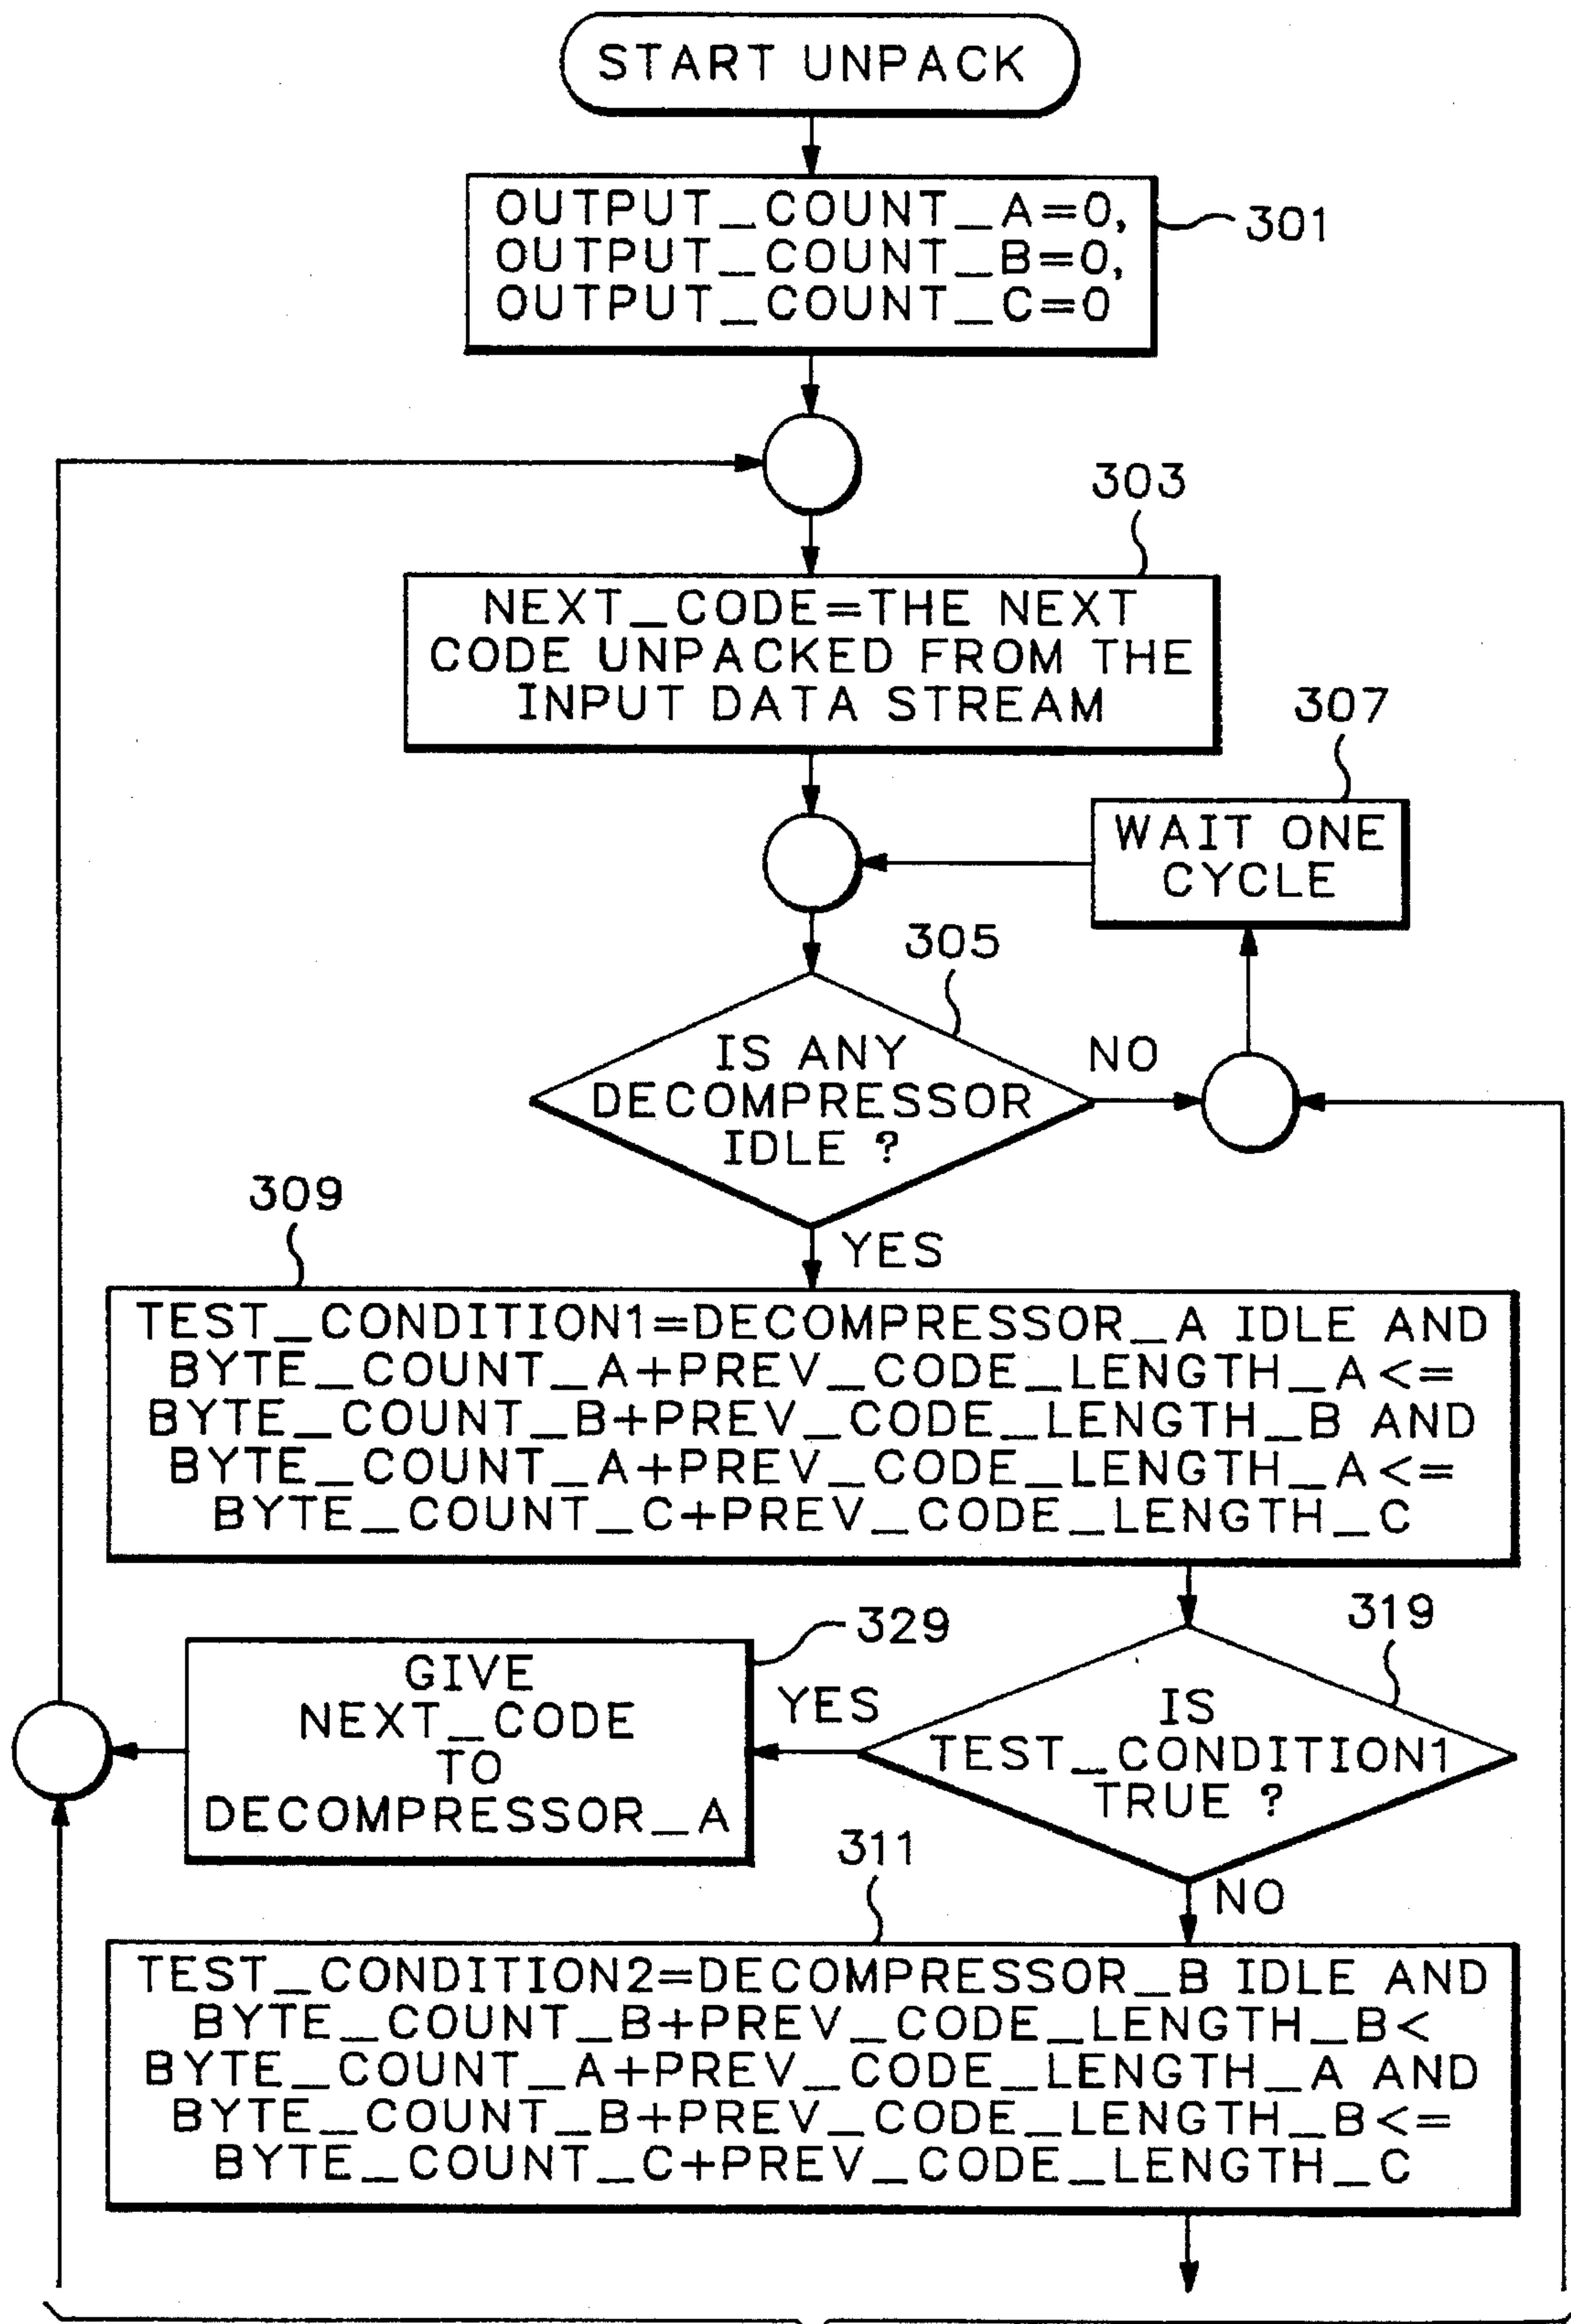 START UNPACK
OUTPUT_COUNT_A=0,
OUTPUT_COUNT_B=0,
OUTPUT_COUNT_C=0
301
303
NEXT_CODE=THE NEXT
CODE UNPACKED FROM THE
INPUT DATA STREAM
307
WAIT ONE
CYCLE
305
IS ANY
DECOMPRESSOR
IDLE ?
NO
YES
309
TEST_CONDITION1=DECOMPRESSOR_A IDLE AND
BYTE_COUNT_A+PREV_CODE_LENGTH_A<=
BYTE_COUNT_B+PREV_CODE_LENGTH_B AND
BYTE_COUNT_A+PREV_CODE_LENGTH_A<=
BYTE_COUNT_C+PREV_CODE_LENGTH_C
319
IS
TEST_CONDITION1
TRUE ?
YES
329
GIVE
NEXT_CODE
TO
DECOMPRESSOR_A
NO
311
TEST_CONDITION2=DECOMPRESSOR_B IDLE AND
BYTE_COUNT_B+PREV_CODE_LENGTH_B<
BYTE_COUNT_A+PREV_CODE_LENGTH_A AND
BYTE_COUNT_B+PREV_CODE_LENGTH_B<=
BYTE_COUNT_C+PREV_CODE_LENGTH_C